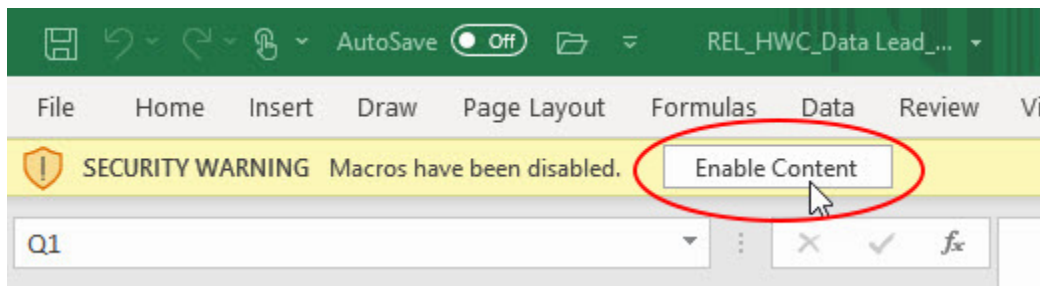 AutoSave Off REL_HWC_Data Lead_...
File Home Insert Draw Page Layout Formulas Data Review Vi
SECURITY WARNING Macros have been disabled. Enable Content
Q1 fx